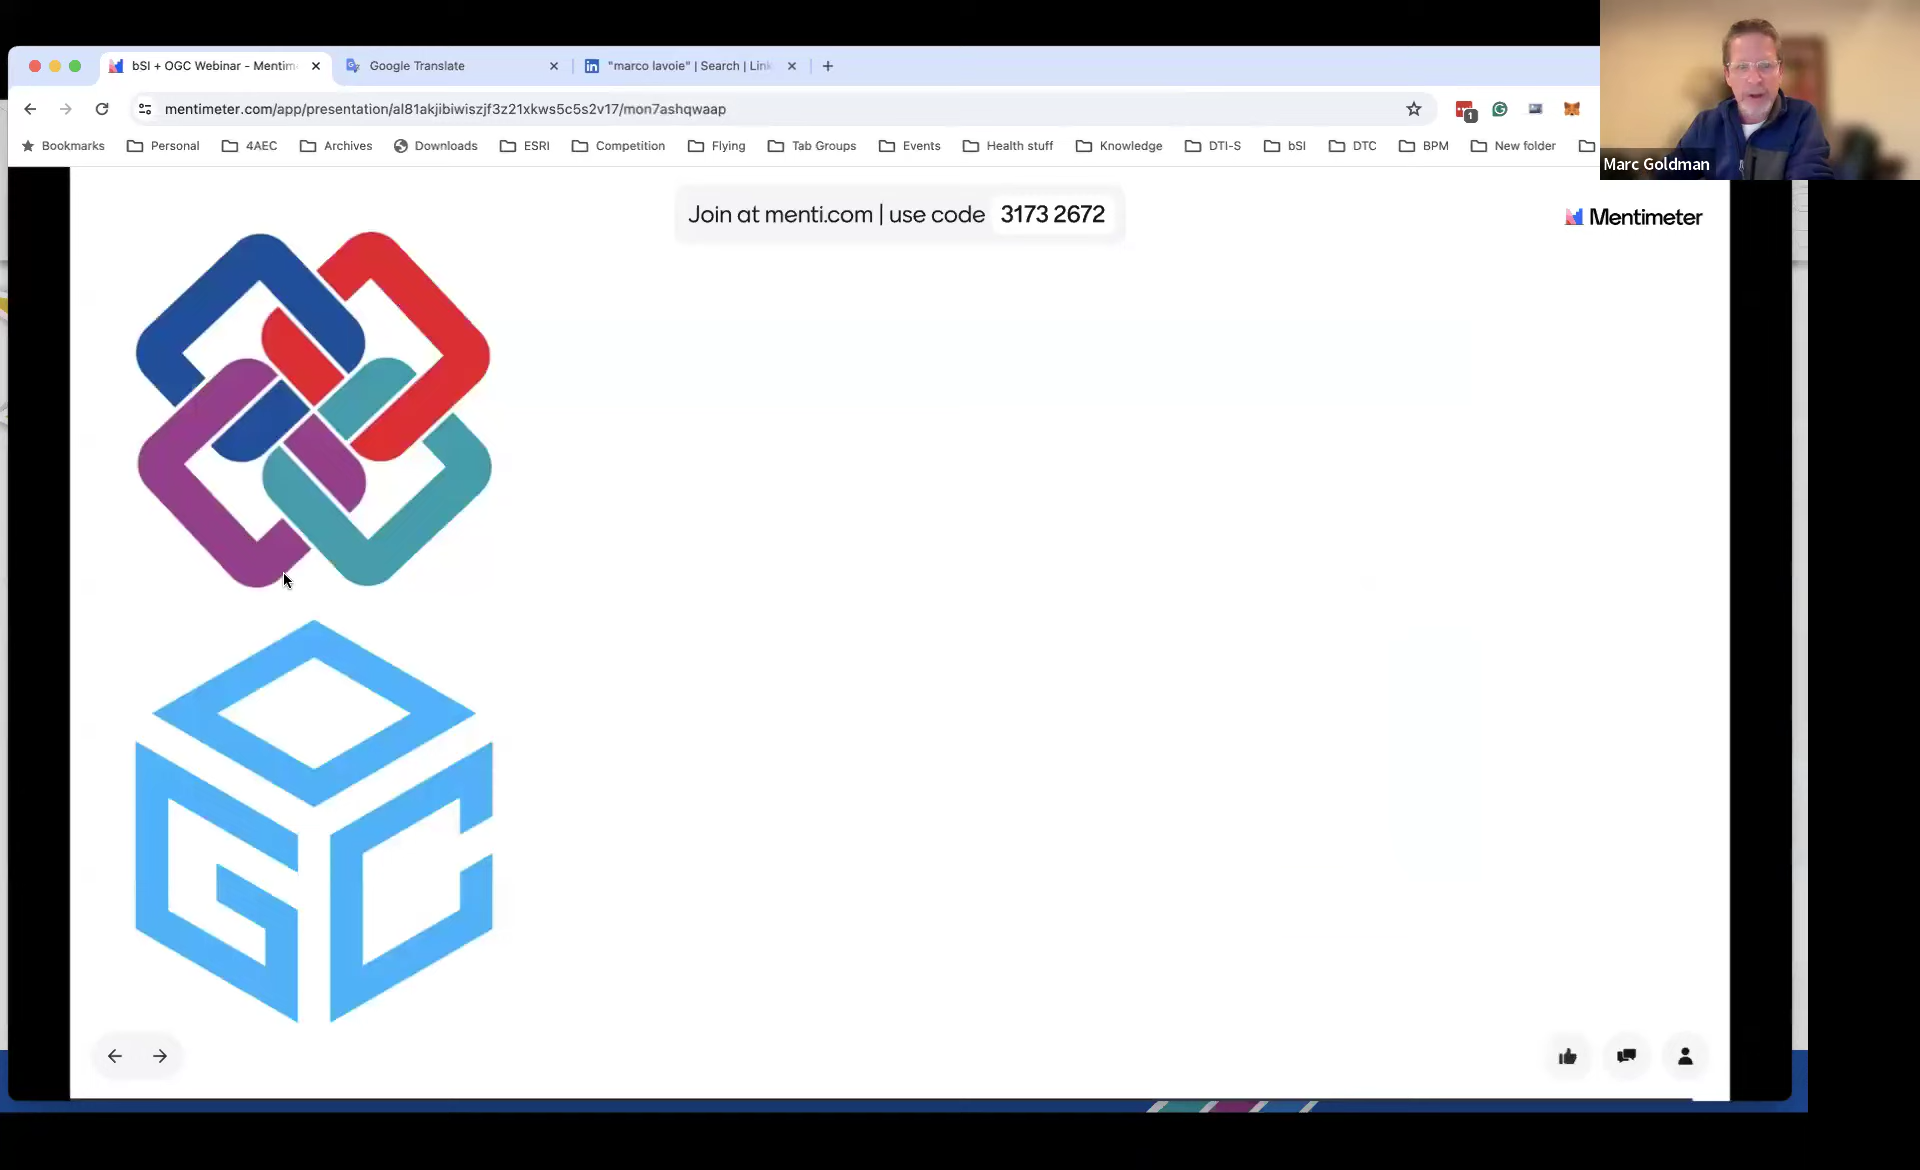 bSI + OGC Webinar - Mentim
Google Translate
"marco lavoie" | Search | Link
mentimeter.com/app/presentation/al81akjibiwiszjf3z21xkws5c5s2v17/mon7ashqwaap
1
Bookmarks Personal 4AEC Archives Downloads ESRI Competition Flying Tab Groups Events Health stuff Knowledge DTI-S bSI DTC BPM New folder
Marc Goldman
Join at menti.com | use code 3173 2672
Mentimeter
OGC